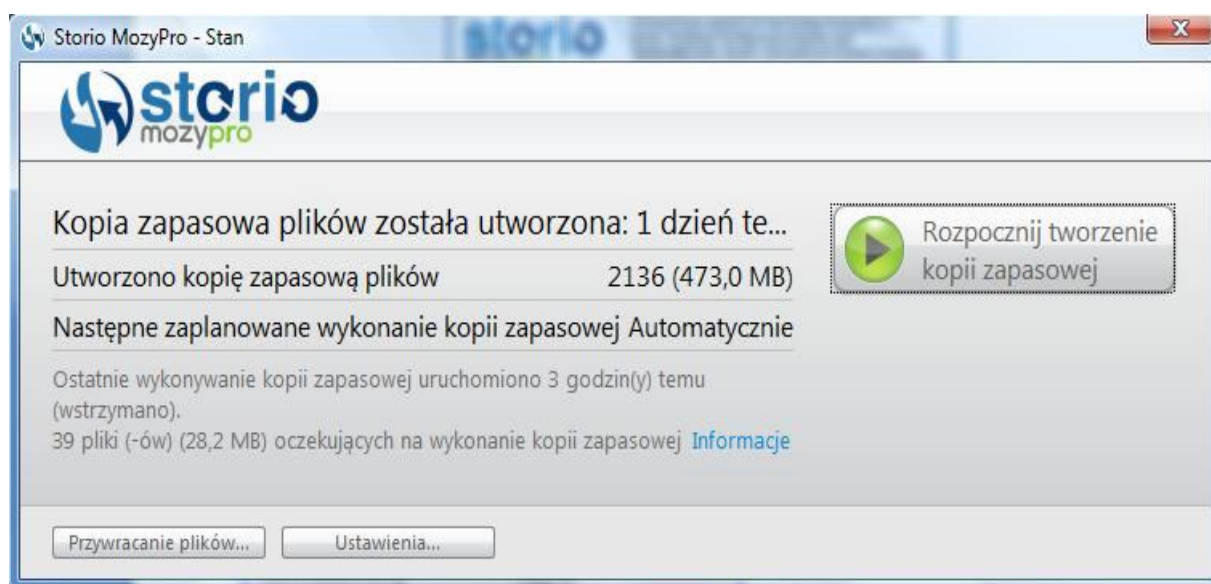 Storio MozyPro - Stan
storio
storio
mozypro
Kopia zapasowa plików została utworzona: 1 dzień te...
Rozpocznij tworzenie
kopii zapasowej
Utworzono kopię zapasową plików 2136 (473,0 MB)
Następne zaplanowane wykonanie kopii zapasowej Automatycznie
Ostatnie wykonywanie kopii zapasowej uruchomiono 3 godzin(y) temu
(wstrzymano).
39 pliki (-ów) (28,2 MB) oczekujących na wykonanie kopii zapasowej Informacje
Przywracanie plików... Ustawienia...